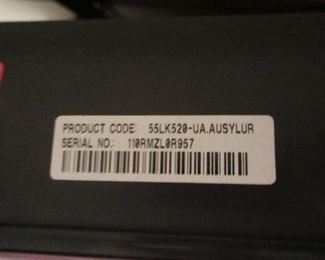 PRODUCT CODE: 55LK520-UA.AUSYLUR
SERIAL NO.: 110RMZL0R957